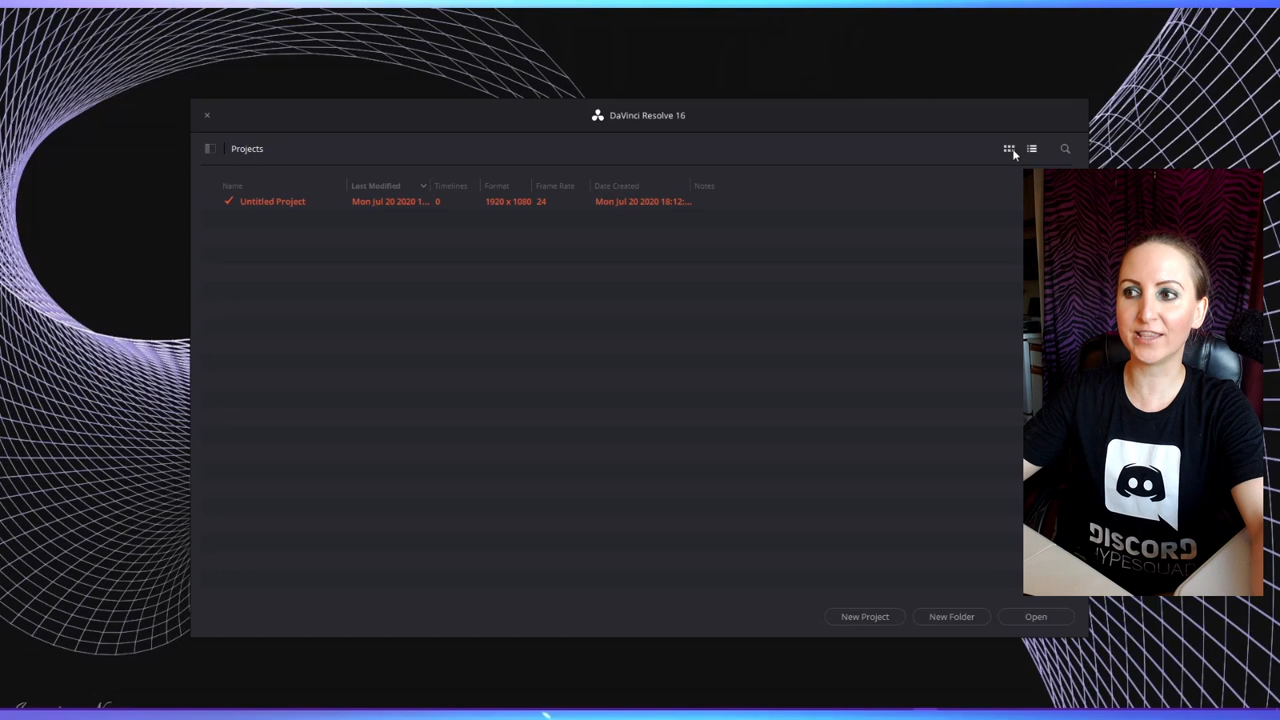 DaVinci Resolve 16
Projects
Name Last Modified Timelines Format Frame Rate Date Created Notes
Untitled Project Mon Jul 20 2020 1... 0 1920 x 1080 24 Mon Jul 20 2020 18:12:...
DISCORD
HYPESQUAD
New Project New Folder Open